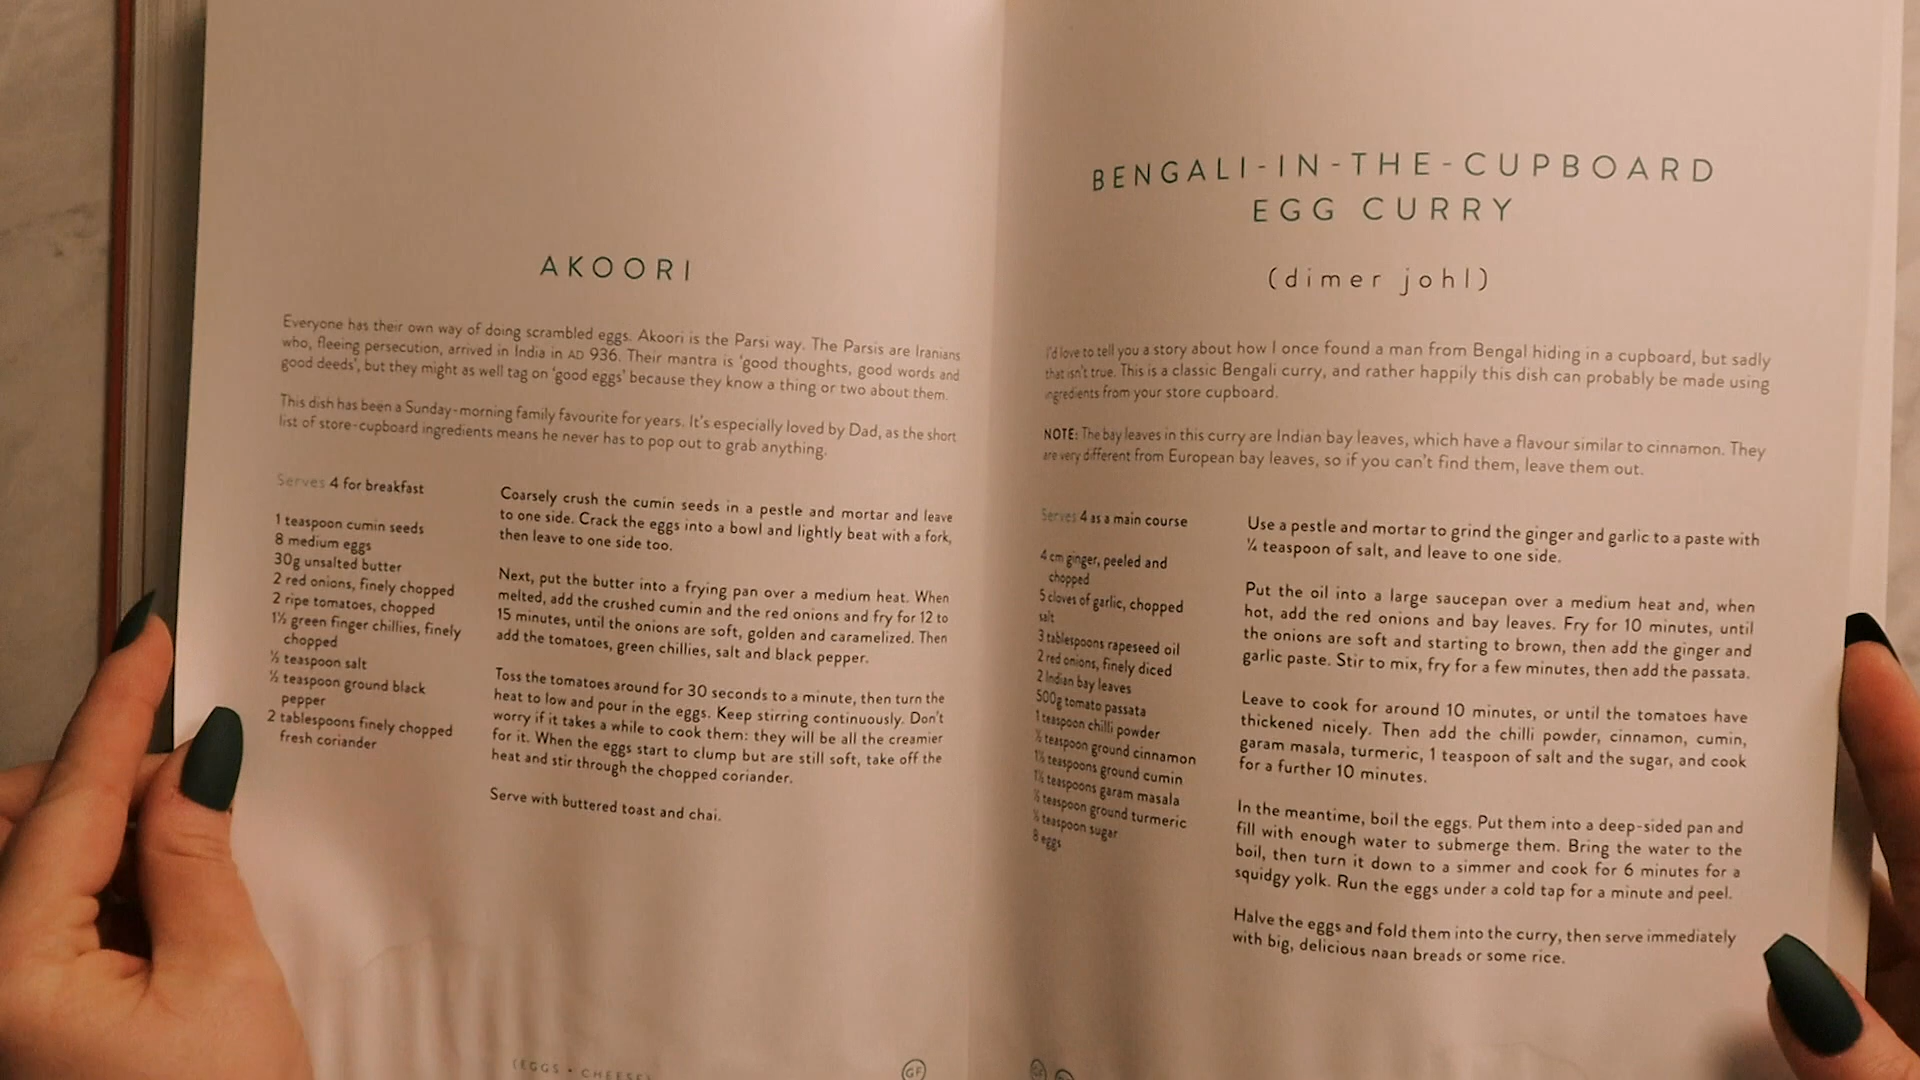 AKOORI
Everyone has their own way of doing scrambled eggs. Akoori is the Parsi way. The Parsis are Iranians
who, fleeing persecution, arrived in India in AD 936. Their mantra is 'good thoughts, good words and
good deeds', but they might as well tag on 'good eggs' because they know a thing or two about them.
This dish has been a Sunday-morning family favourite for years. It's especially loved by Dad, as the short
list of store-cupboard ingredients means he never has to pop out to grab anything.
Serves 4 for breakfast
1 teaspoon cumin seeds
8 medium eggs
30g unsalted butter
2 red onions, finely chopped
2 ripe tomatoes, chopped
1½ green finger chillies, finely
chopped
½ teaspoon salt
½ teaspoon ground black
pepper
2 tablespoons finely chopped
fresh coriander
Coarsely crush the cumin seeds in a pestle and mortar and leave
to one side. Crack the eggs into a bowl and lightly beat with a fork,
then leave to one side too.
Next, put the butter into a frying pan over a medium heat. When
melted, add the crushed cumin and the red onions and fry for 12 to
15 minutes, until the onions are soft, golden and caramelized. Then
add the tomatoes, green chillies, salt and black pepper.
Toss the tomatoes around for 30 seconds to a minute, then turn the
heat to low and pour in the eggs. Keep stirring continuously. Don't
worry if it takes a while to cook them: they will be all the creamier
for it. When the eggs start to clump but are still soft, take off the
heat and stir through the chopped coriander.
Serve with buttered toast and chai.
(EGGS + CHEESE)
GF
BENGALI-IN-THE-CUPBOARD
EGG CURRY
(dimer johl)
I'd love to tell you a story about how I once found a man from Bengal hiding in a cupboard, but sadly
that isn't true. This is a classic Bengali curry, and rather happily this dish can probably be made using
ingredients from your store cupboard.
NOTE: The bay leaves in this curry are Indian bay leaves, which have a flavour similar to cinnamon. They
are very different from European bay leaves, so if you can't find them, leave them out.
Serves 4 as a main course
4 cm ginger, peeled and
chopped
5 cloves of garlic, chopped
salt
3 tablespoons rapeseed oil
2 red onions, finely diced
2 Indian bay leaves
500g tomato passata
1 teaspoon chilli powder
teaspoon ground cinnamon
teaspoons ground cumin
teaspoons garam masala
teaspoon ground turmeric
teaspoon sugar
8 eggs
Use a pestle and mortar to grind the ginger and garlic to a paste with
¼ teaspoon of salt, and leave to one side.
Put the oil into a large saucepan over a medium heat and, when
hot, add the red onions and bay leaves. Fry for 10 minutes, until
the onions are soft and starting to brown, then add the ginger and
garlic paste. Stir to mix, fry for a few minutes, then add the passata.
Leave to cook for around 10 minutes, or until the tomatoes have
thickened nicely. Then add the chilli powder, cinnamon, cumin,
garam masala, turmeric, 1 teaspoon of salt and the sugar, and cook
for a further 10 minutes.
In the meantime, boil the eggs. Put them into a deep-sided pan and
fill with enough water to submerge them. Bring the water to the
boil, then turn it down to a simmer and cook for 6 minutes for a
squidgy yolk. Run the eggs under a cold tap for a minute and peel.
Halve the eggs and fold them into the curry, then serve immediately
with big, delicious naan breads or some rice.